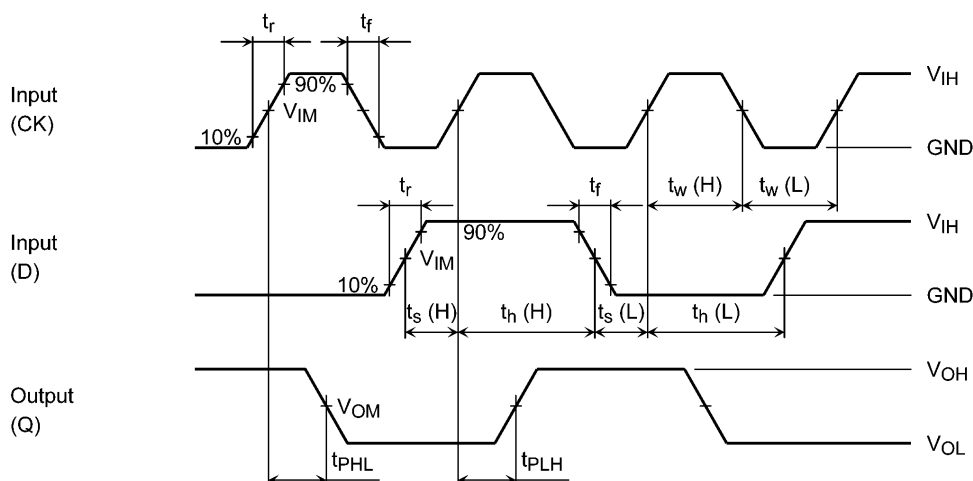 tr
tf
Input
(CK)
90%
VIM
10%
VIH
GND
tr
tf
tw (H)
tw (L)
Input
(D)
90%
VIM
10%
VIH
GND
ts (H)
th (H)
ts (L)
th (L)
Output
(Q)
VOM
VOH
VOL
tPHL
tPLH